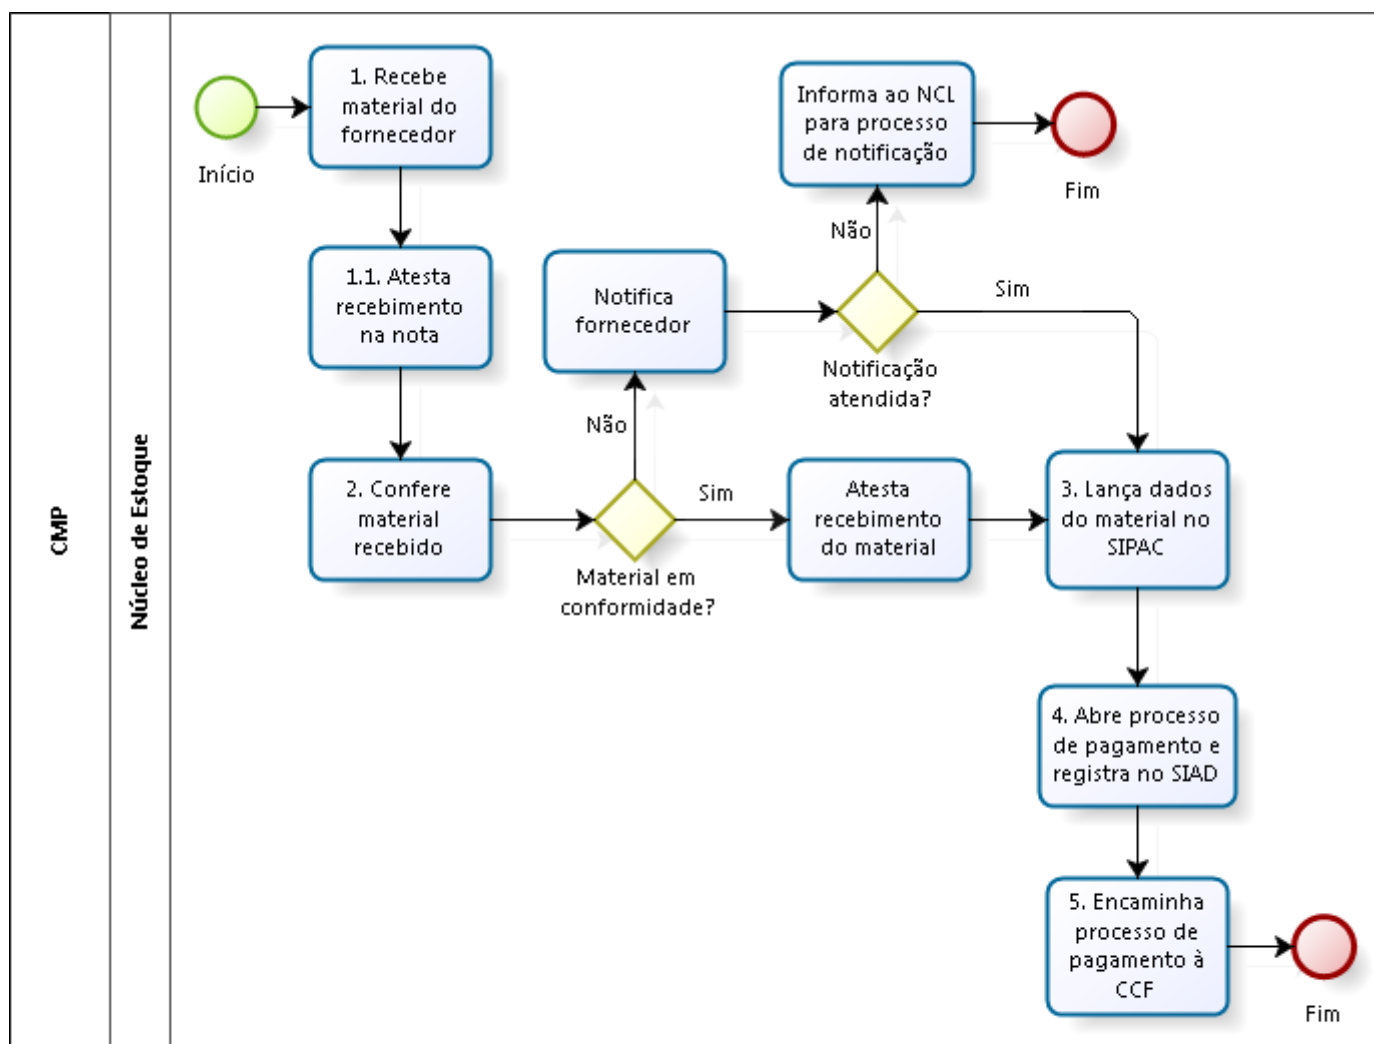 CMP
Núcleo de Estoque
Início
1. Recebe
material do
fornecedor
1.1. Atesta
recebimento
na nota
2. Confere
material
recebido
Material em
conformidade?
Não
Sim
Notifica
fornecedor
Notificação
atendida?
Não
Sim
Informa ao NCL
para processo
de notificação
Fim
Atesta
recebimento
do material
3. Lança dados
do material no
SIPAC
4. Abre processo
de pagamento e
registra no SIAD
5. Encaminha
processo de
pagamento à
CCF
Fim